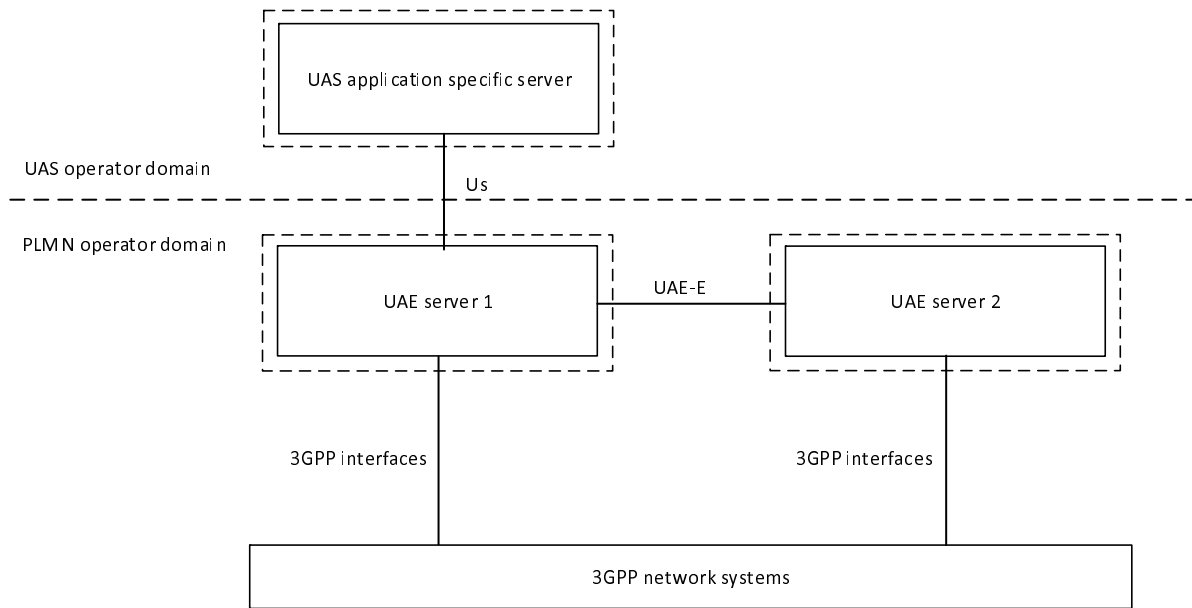 UAS application specific server
UAS operator domain
Us
PLMN operator domain
UAE server 1
UAE-E
UAE server 2
3GPP interfaces
3GPP interfaces
3GPP network systems